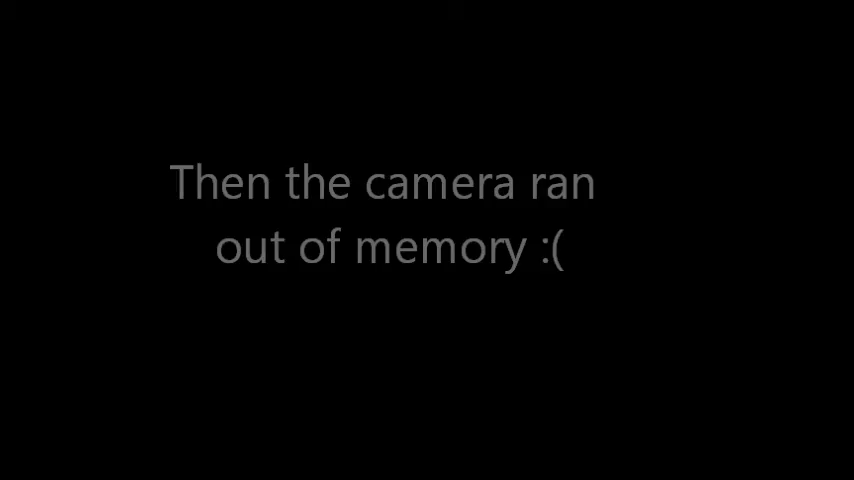 Then the camera ran
out of memory :(